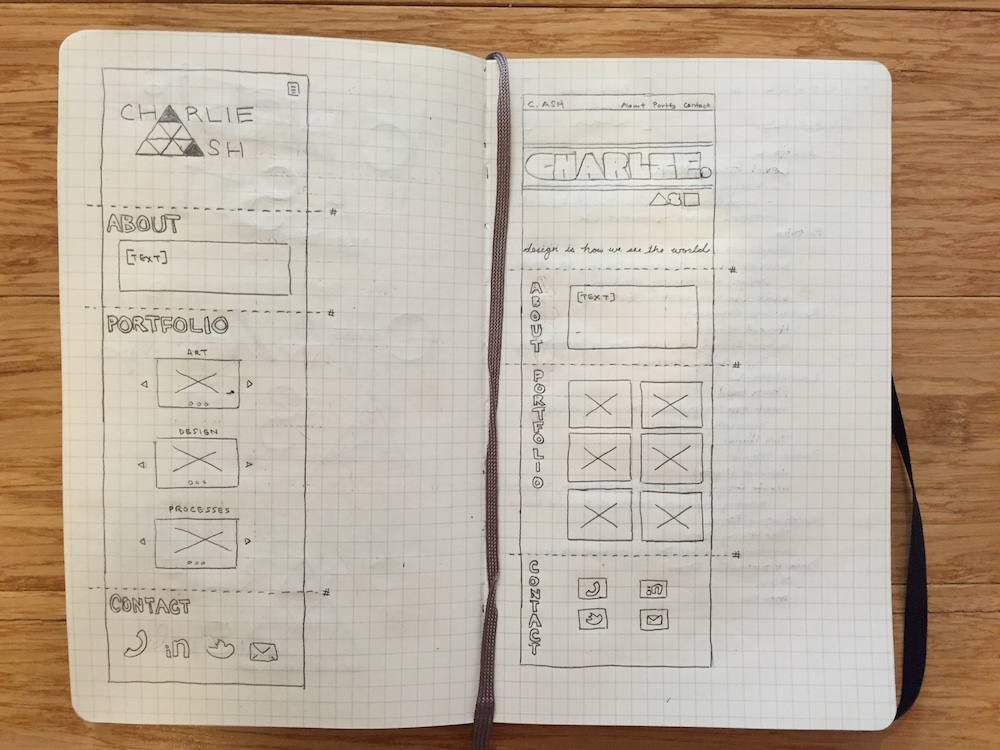 CHARLIE
ASH
#
ABOUT
[TEXT]
#
PORTFOLIO
ART
DESIGN
PROCESSES
#
CONTACT
in
C. ASH About Portfo Contact
CHARLIE.
design is how we see the world
#
ABOUT
[TEXT]
#
PORTFOLIO
#
CONTACT
in